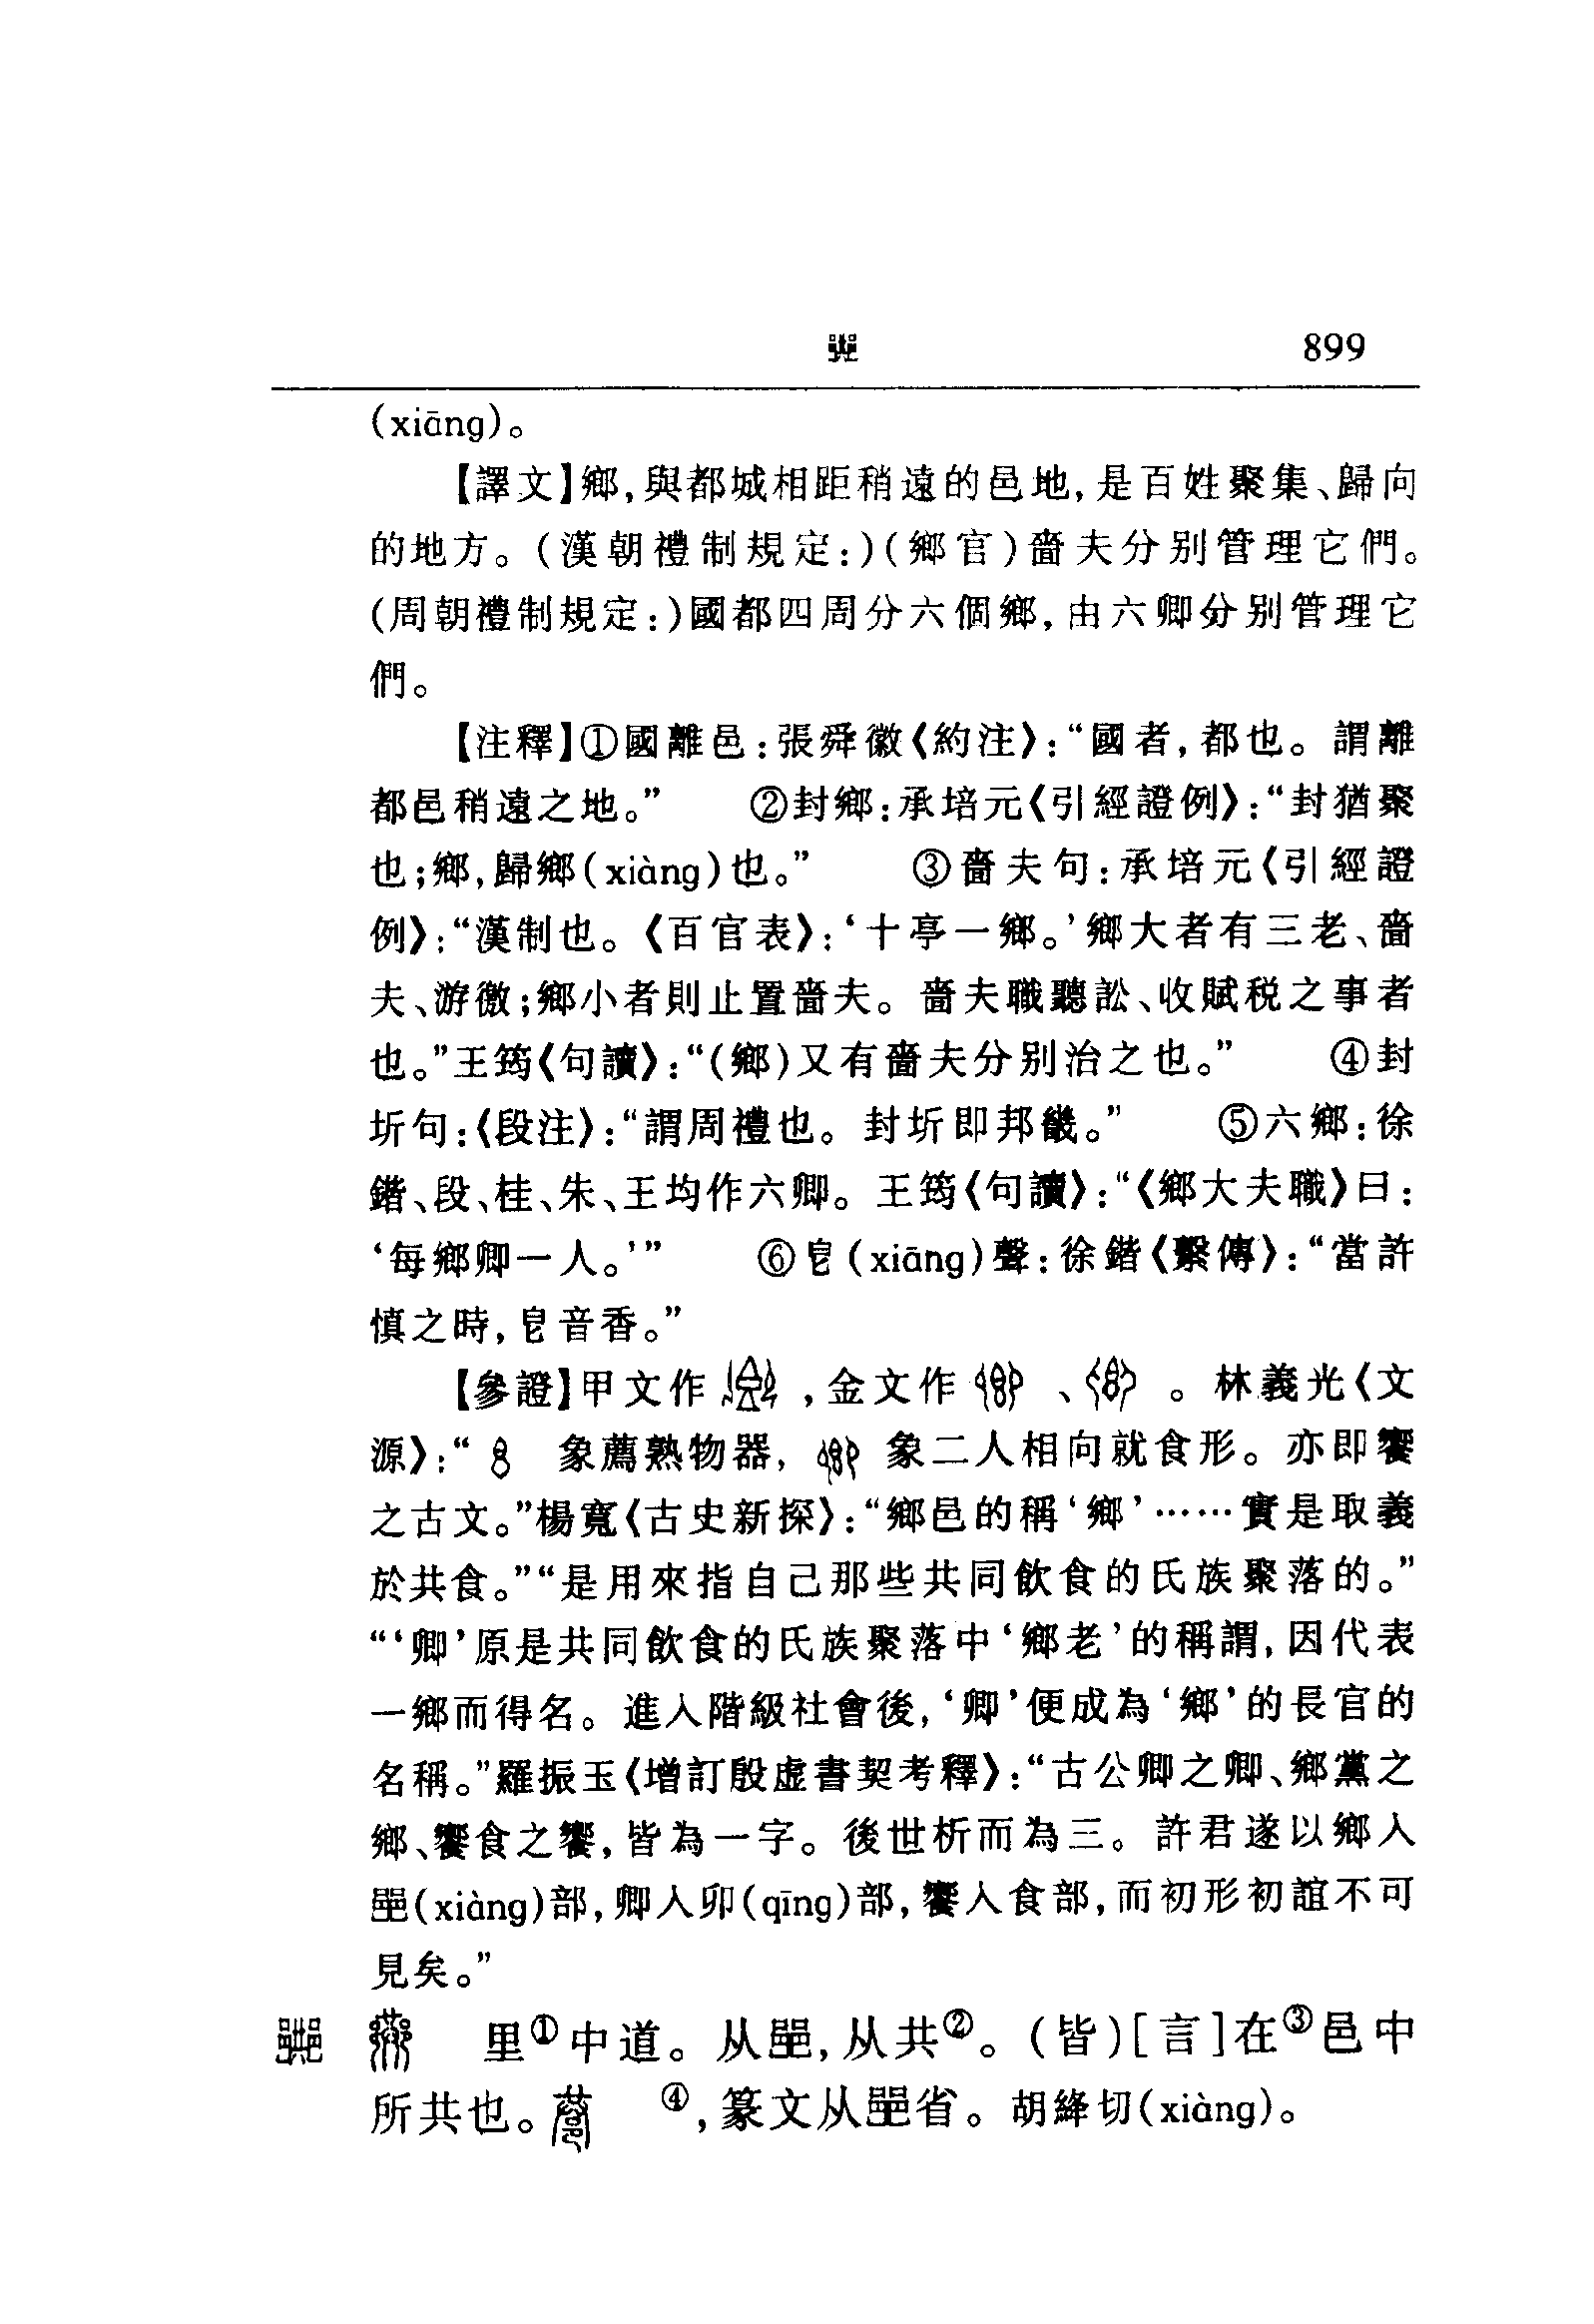 𨞰 899
(xiāng)。
【譯文】鄉,與都城相距稍遠的邑地,是百姓聚集、歸向
的地方。(漢朝禮制規定:)(鄉官)嗇夫分别管理它們。
(周朝禮制規定:)國都四周分六個鄉,由六卿分别管理它
們。
【注釋】①國離邑:張舜徽《約注》:“國者,都也。謂離
都邑稍遠之地。” ②封鄉:承培元《引經證例》:“封猶聚
也;鄉,歸鄉(xiàng)也。” ③嗇夫句:承培元《引經證
例》:“漢制也。《百官表》:‘十亭一鄉。’鄉大者有三老、嗇
夫、游徼;鄉小者則止置嗇夫。嗇夫職聽訟、收賦税之事者
也。”王筠《句讀》:“(鄉)又有嗇夫分别治之也。” ④封
圻句:《段注》:“謂周禮也。封圻即邦畿。” ⑤六鄉:徐
鍇、段、桂、朱、王均作六卿。王筠《句讀》:“《鄉大夫職》曰:
‘每鄉卿一人。’” ⑥皀(xiāng)聲:徐鍇《繫傳》:“當許
慎之時,皀音香。”
【參證】甲文作 ,金文作 、 。林義光《文
源》:“ 象薦熟物器, 象二人相向就食形。亦即饗
之古文。”楊寬《古史新探》:“鄉邑的稱‘鄉’……實是取義
於共食。”“是用來指自己那些共同飲食的氏族聚落的。”
“‘卿’原是共同飲食的氏族聚落中‘鄉老’的稱謂,因代表
一鄉而得名。進入階級社會後,‘卿’便成為‘鄉’的長官的
名稱。”羅振玉《增訂殷虚書契考釋》:“古公卿之卿、鄉黨之
鄉、饗食之饗,皆為一字。後世析而為三。許君遂以鄉入
𨛜(xiàng)部,卿入卯(qīng)部,饗入食部,而初形初誼不可
見矣。”
𨞰 里①中道。从𨛜,从共②。(皆)[言]在③邑中
所共也。 ④,篆文从𨛜省。胡絳切(xiàng)。